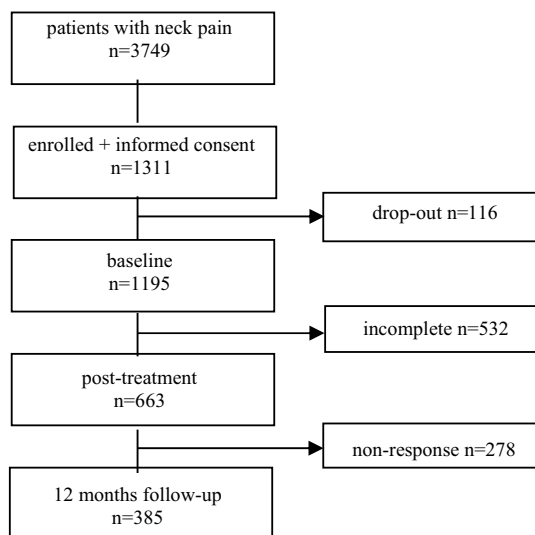 patients with neck pain
n=3749
enrolled + informed consent
n=1311
drop-out n=116
baseline
n=1195
incomplete n=532
post-treatment
n=663
non-response n=278
12 months follow-up
n=385